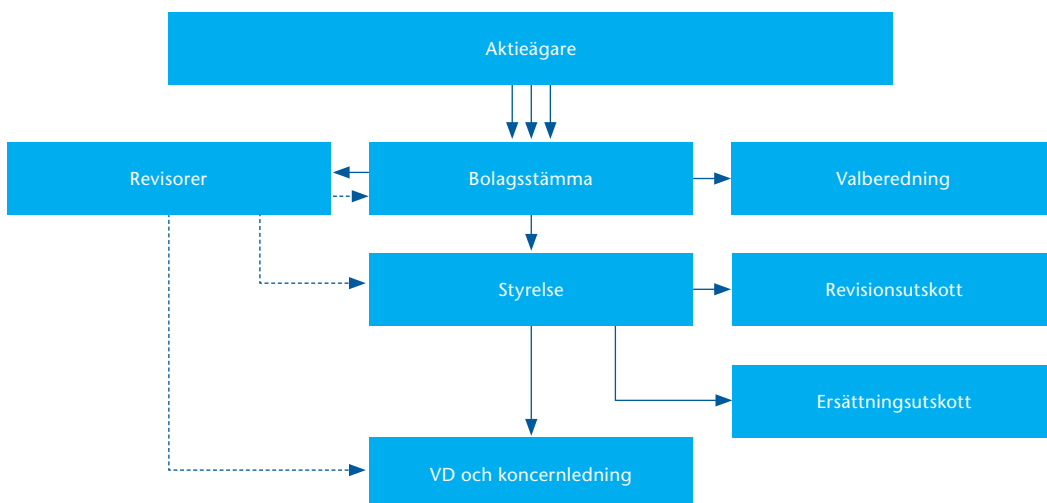 Aktieägare
Revisorer
Bolagsstämma
Valberedning
Styrelse
Revisionsutskott
Ersättningsutskott
VD och koncernledning